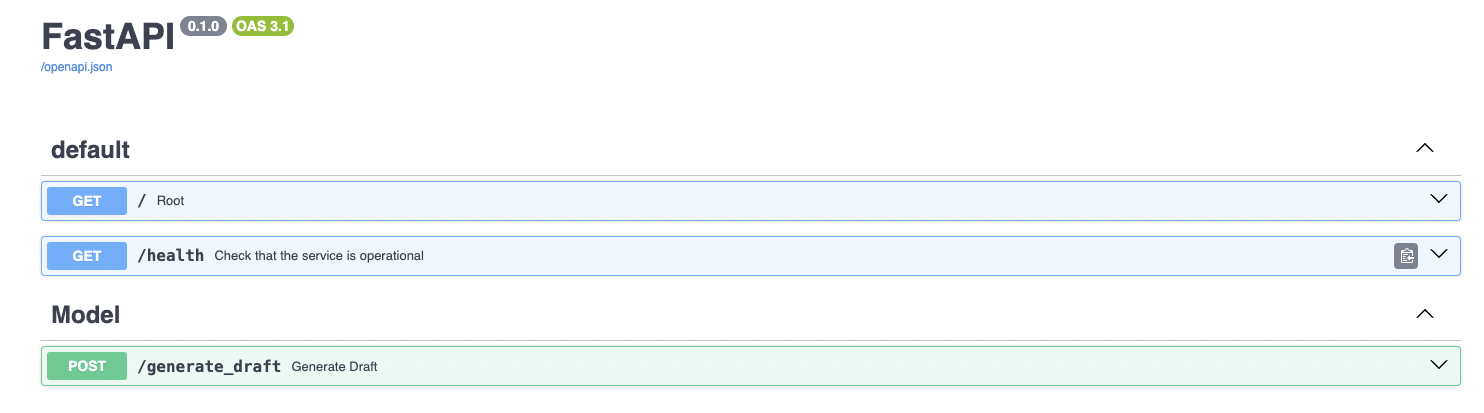 FastAPI 0.1.0 OAS 3.1
/openapi.json
default
GET / Root
GET /health Check that the service is operational
Model
POST /generate_draft Generate Draft